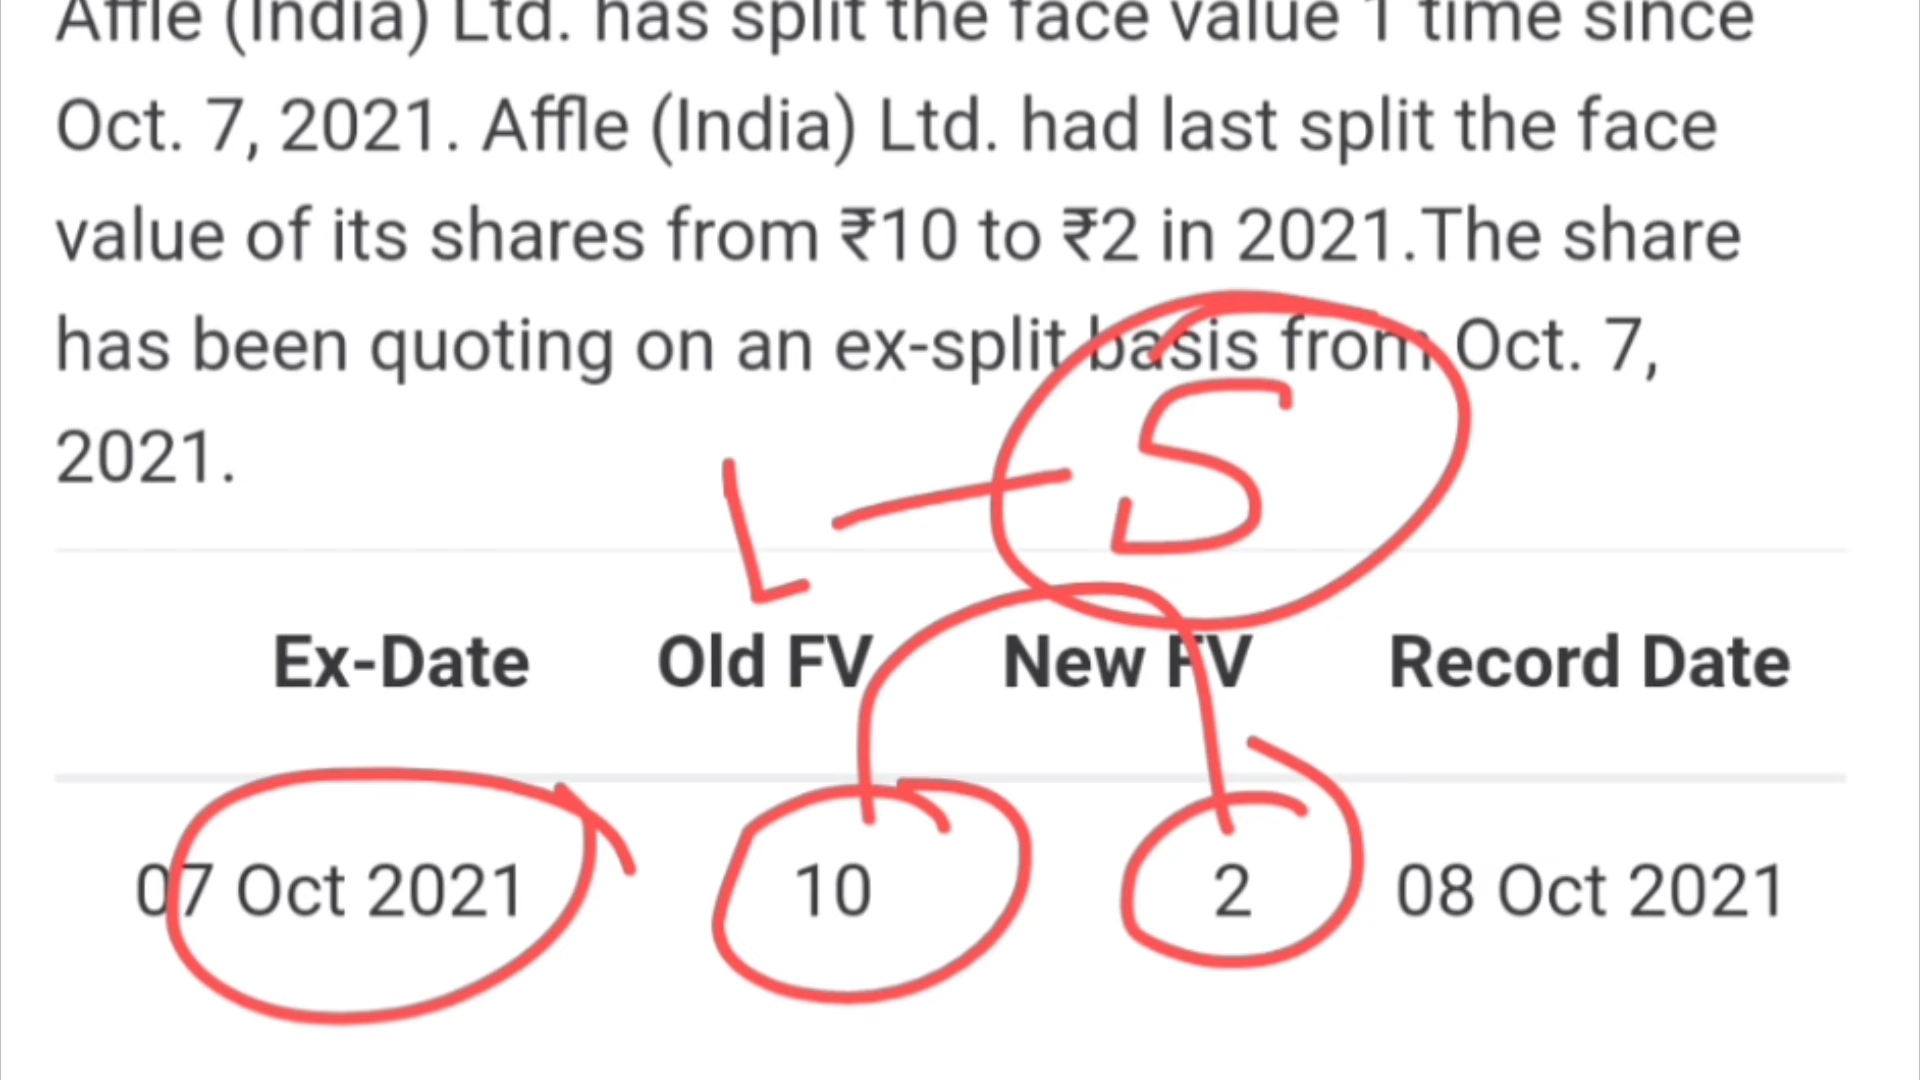 Affle (India) Ltd. has split the face value 1 time since
Oct. 7, 2021. Affle (India) Ltd. had last split the face
value of its shares from ₹10 to ₹2 in 2021.The share
has been quoting on an ex-split basis from Oct. 7,
2021.
1 — 5
Ex-Date Old FV New FV Record Date
07 Oct 2021 10 2 08 Oct 2021